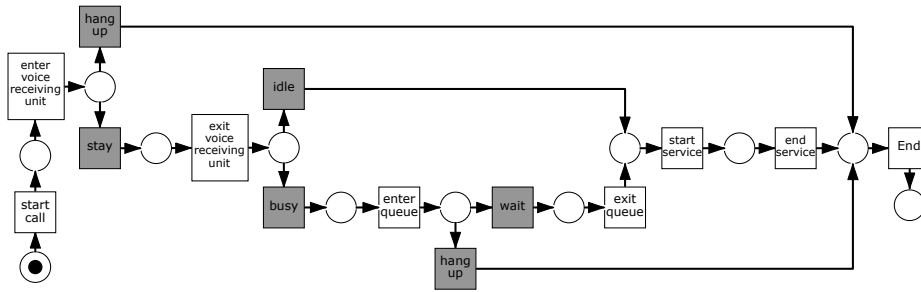 hang
up
enter
voice
receiving
unit
idle
exit
voice
receiving
unit
stay
start
service
end
service
End
start
call
busy
enter
queue
wait
exit
queue
hang
up